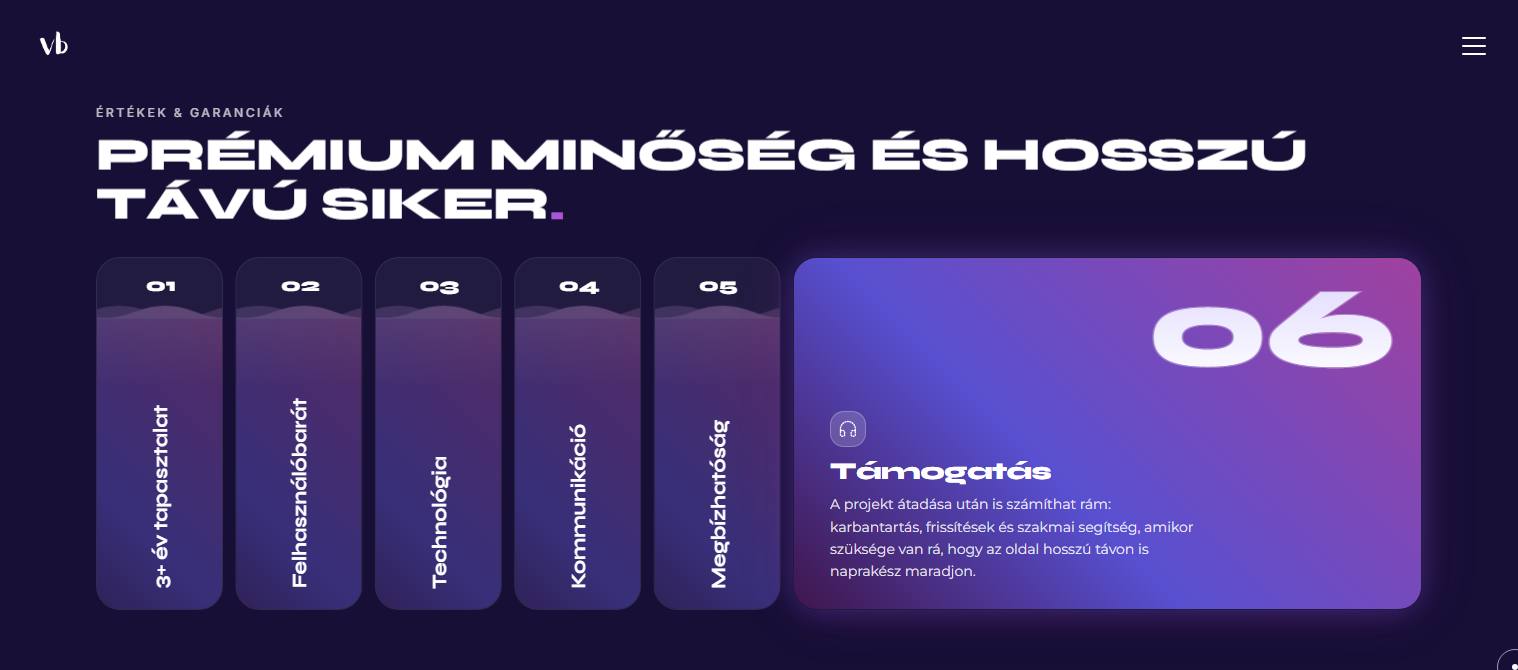 vb
ÉRTÉKEK & GARANCIÁK
PRÉMIUM MINŐSÉG ÉS HOSSZÚ
TÁVÚ SIKER.
01
3+ év tapasztalat
02
Felhasználóbarát
03
Technológia
04
Kommunikáció
05
Megbízhatóság
06
Támogatás
A projekt átadása után is számíthat rám:
karbantartás, frissítések és szakmai segítség, amikor
szüksége van rá, hogy az oldal hosszú távon is
naprakész maradjon.